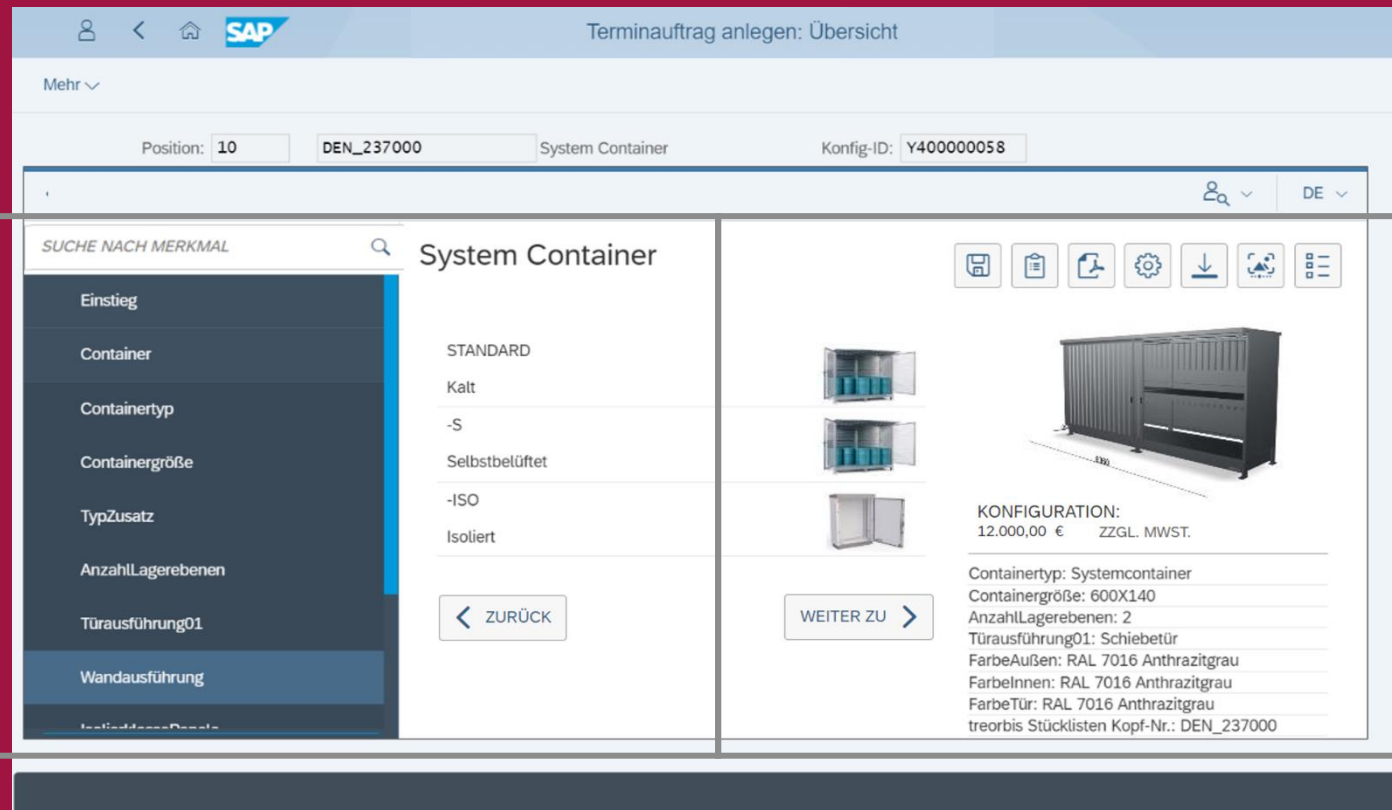 SAP
Terminauftrag anlegen: Übersicht
Mehr
Position: 10 DEN_237000 System Container Konfig-ID: Y400000058
DE
SUCHE NACH MERKMAL
Einstieg
Container
Containertyp
Containergröße
TypZusatz
AnzahlLagerebenen
Türausführung01
Wandausführung
System Container
STANDARD
Kalt
-S
Selbstbelüftet
-ISO
Isoliert
ZURÜCK
WEITER ZU
KONFIGURATION:
12.000,00 € ZZGL. MWST.
Containertyp: Systemcontainer
Containergröße: 600X140
AnzahlLagerebenen: 2
Türausführung01: Schiebetür
FarbeAußen: RAL 7016 Anthrazitgrau
FarbeInnen: RAL 7016 Anthrazitgrau
FarbeTür: RAL 7016 Anthrazitgrau
treorbis Stücklisten Kopf-Nr.: DEN_237000